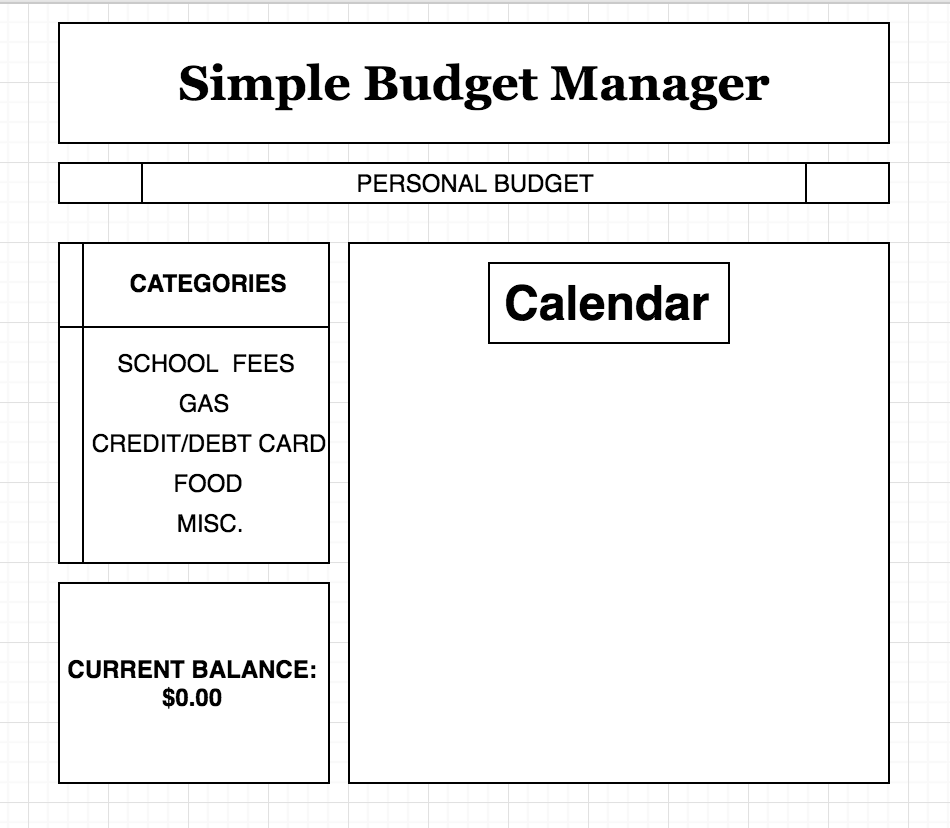 Simple Budget Manager
PERSONAL BUDGET
CATEGORIES
SCHOOL  FEES
GAS
CREDIT/DEBT CARD
FOOD
MISC.
CURRENT BALANCE:
$0.00
Calendar